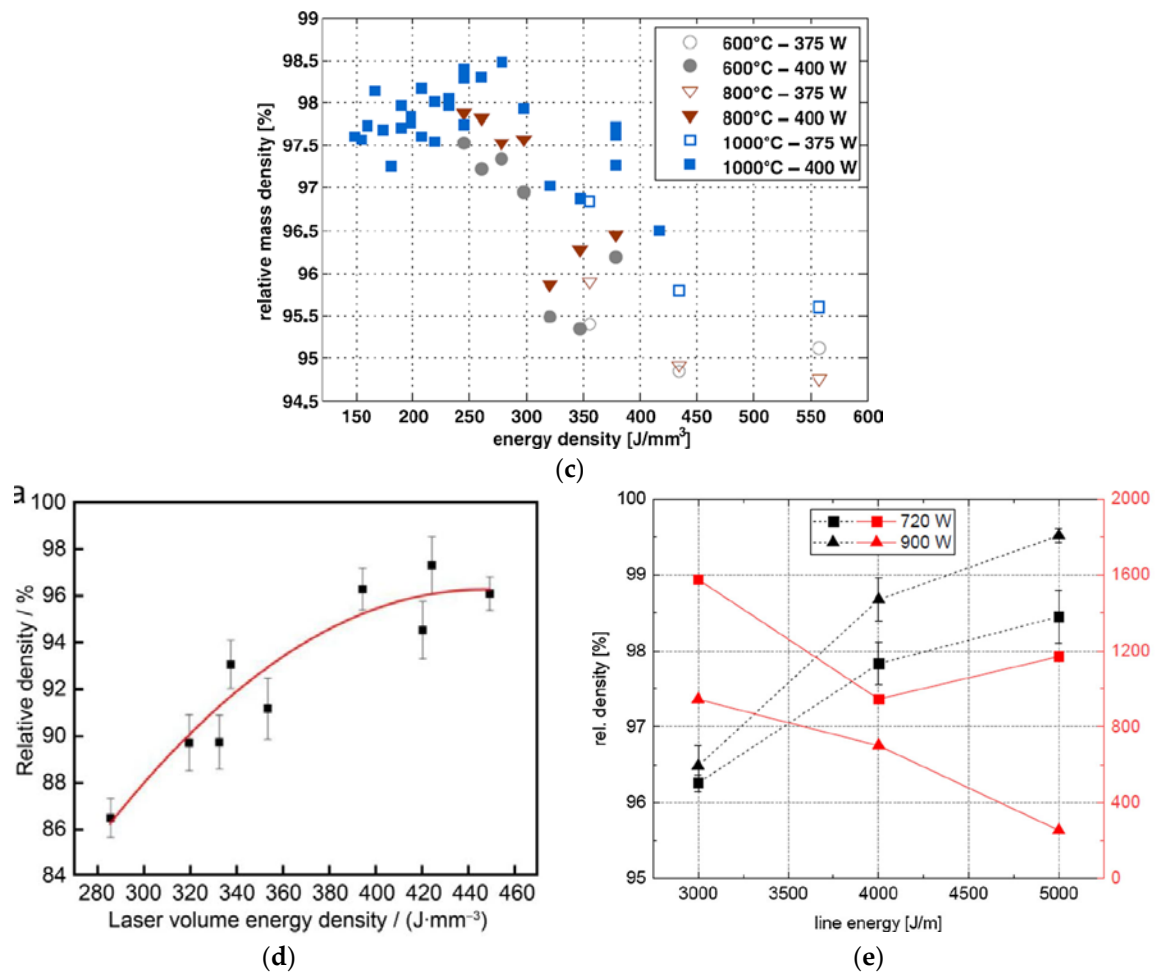 99
98.5
98
97.5
97
96.5
96
95.5
95
94.5
relative mass density [%]
600°C – 375 W
600°C – 400 W
800°C – 375 W
800°C – 400 W
1000°C – 375 W
1000°C – 400 W
150 200 250 300 350 400 450 500 550 600
energy density [J/mm³]
(c)
a
100
98
96
94
92
90
88
86
84
Relative density / %
280 300 320 340 360 380 400 420 440 460
Laser volume energy density / (J·mm⁻³)
(d)
100
99
98
97
96
95
rel. density [%]
720 W
900 W
2000
1600
1200
800
400
0
3000 3500 4000 4500 5000
line energy [J/m]
(e)